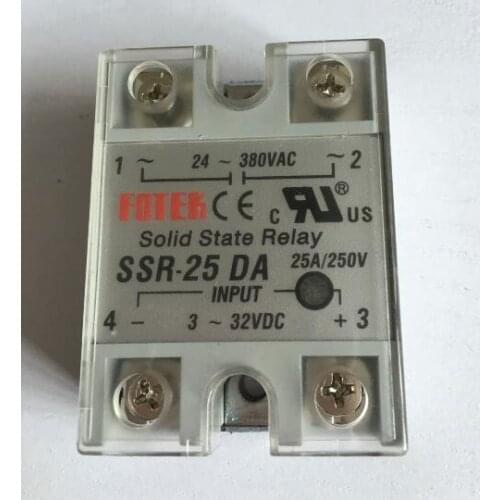 1 ~ 24 ~ 380VAC ~ 2
FOTEK CE c RU ® US
Solid State Relay
SSR-25 DA 25A/250V
INPUT
4 - 3 ~ 32VDC + 3